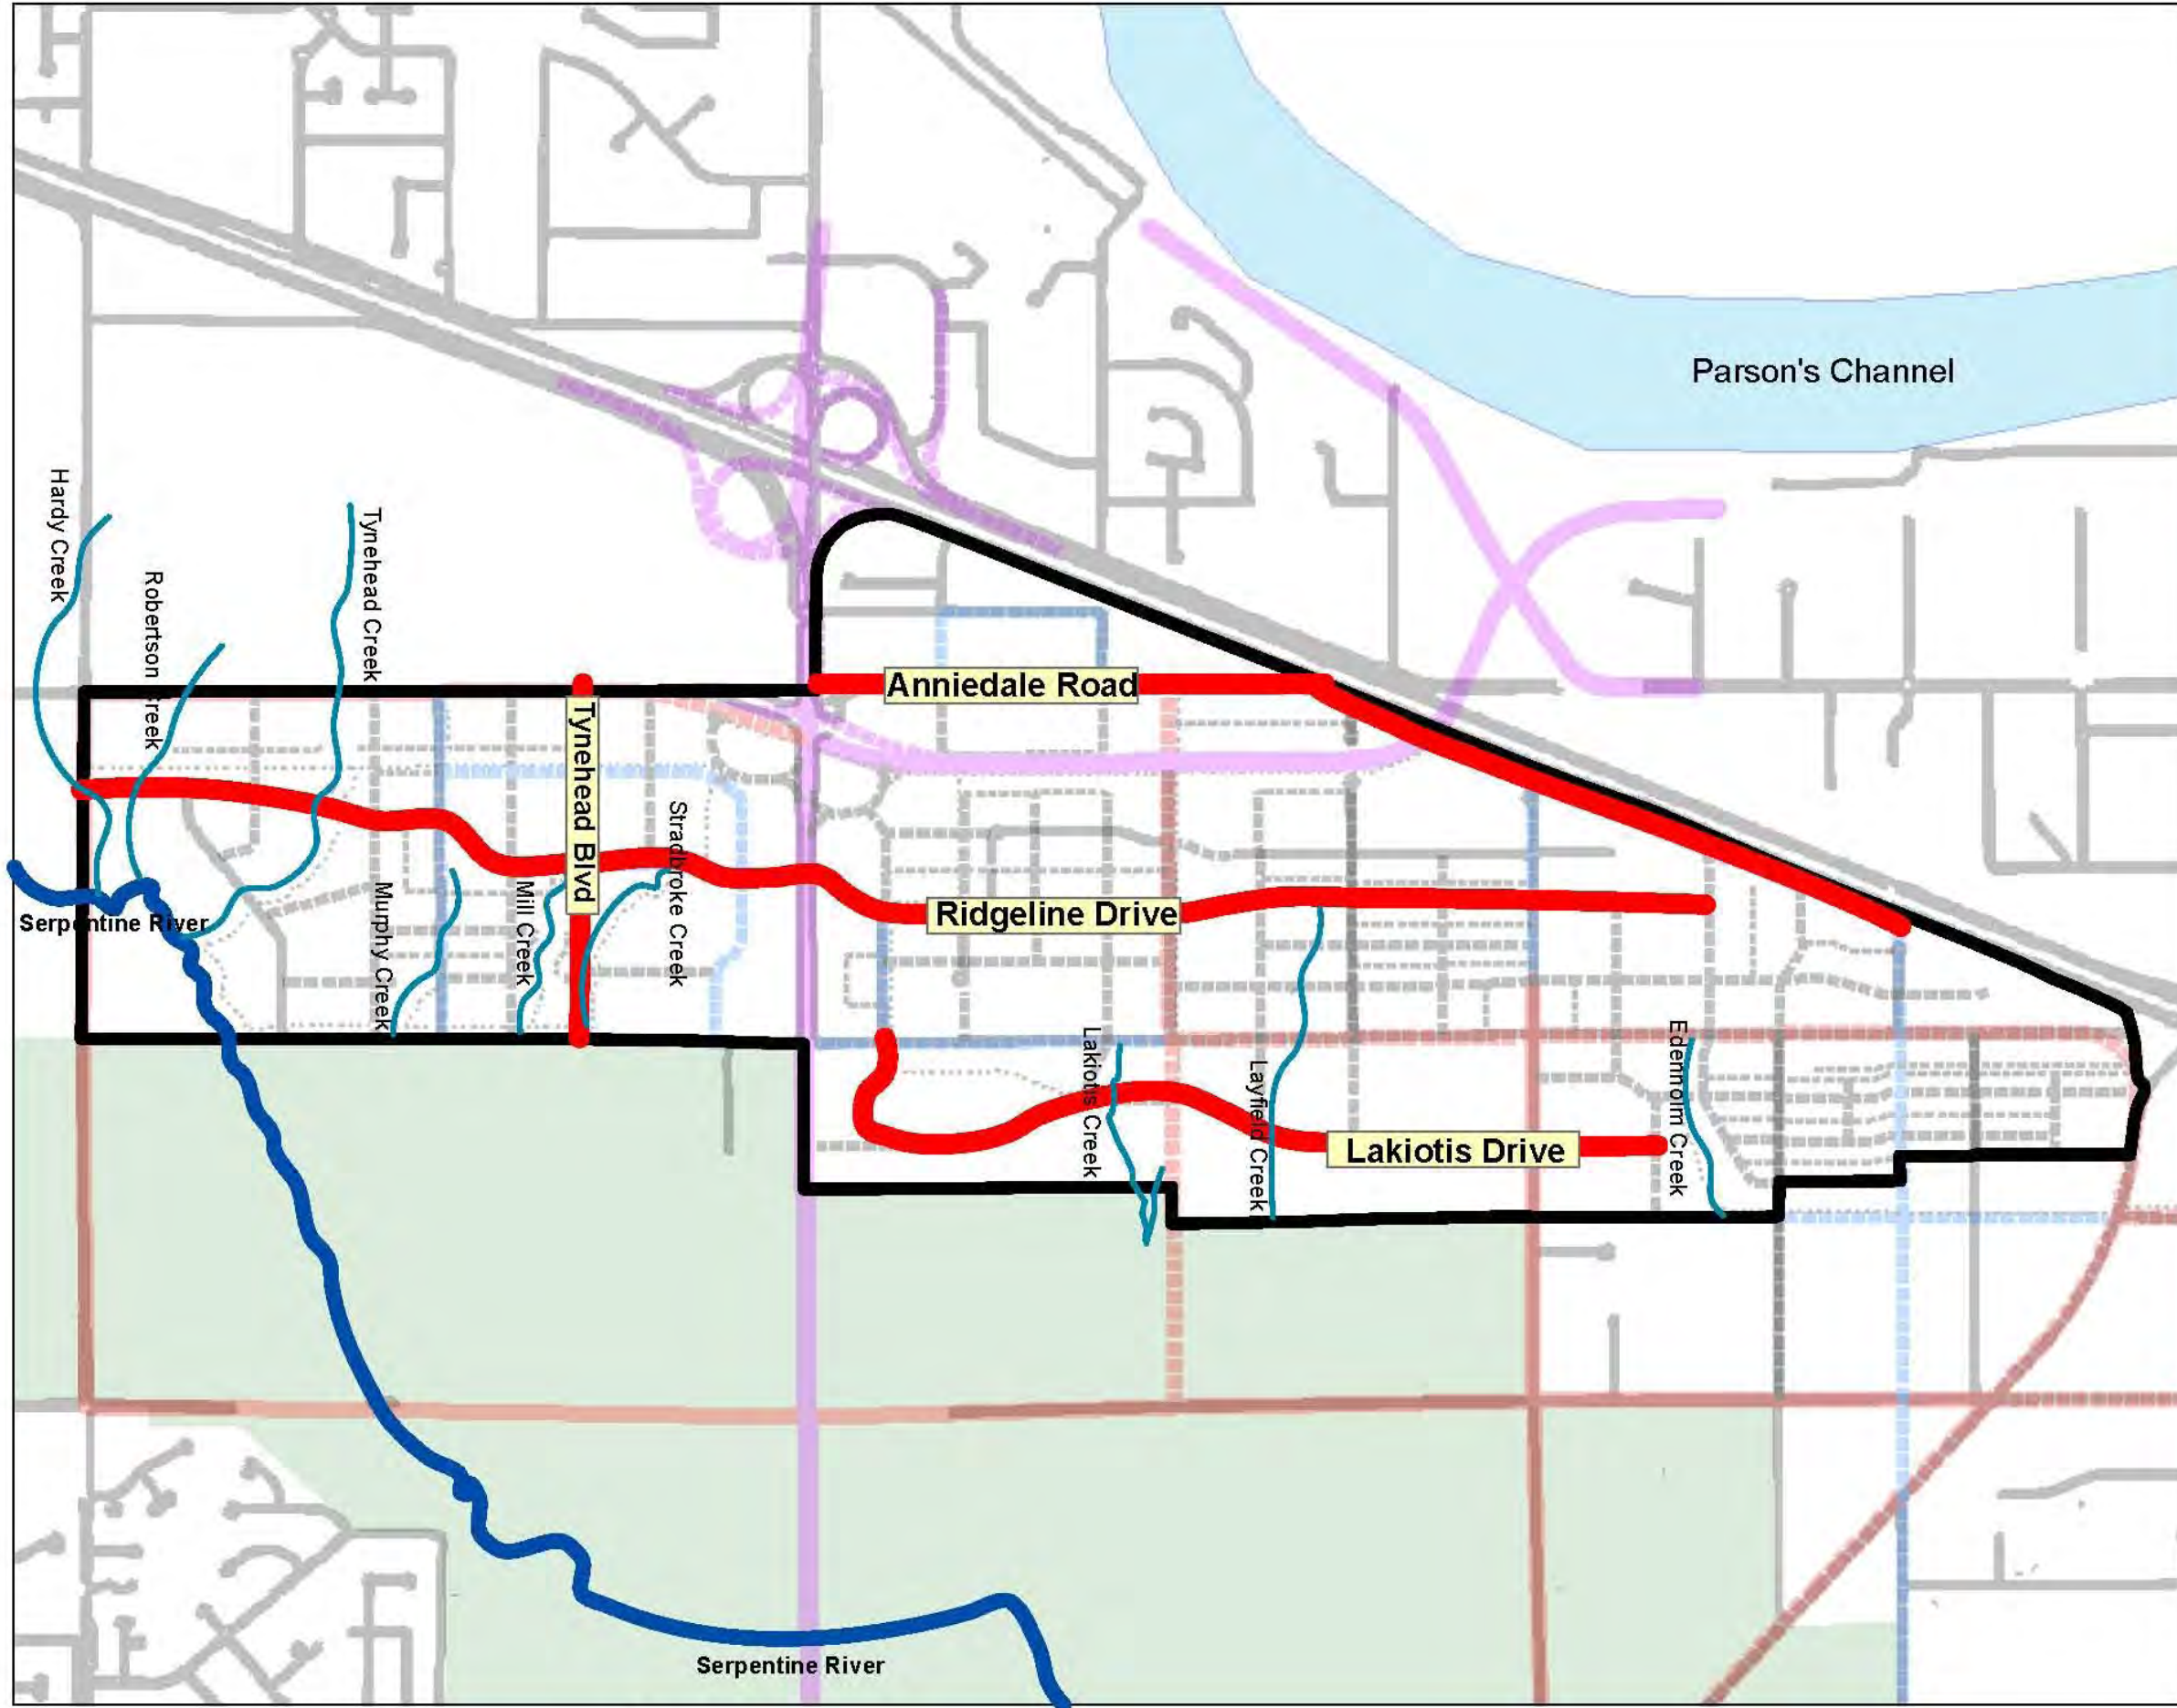 Parson's Channel
Hardy Creek
Tynehead Creek
Robertson Creek
Anniedale Road
Tynehead Blvd
Stradbroke Creek
Ridgeline Drive
Serpentine River
Murphy Creek
Mill Creek
Lakiotis Creek
Layfield Creek
Edenholm Creek
Lakiotis Drive
Serpentine River